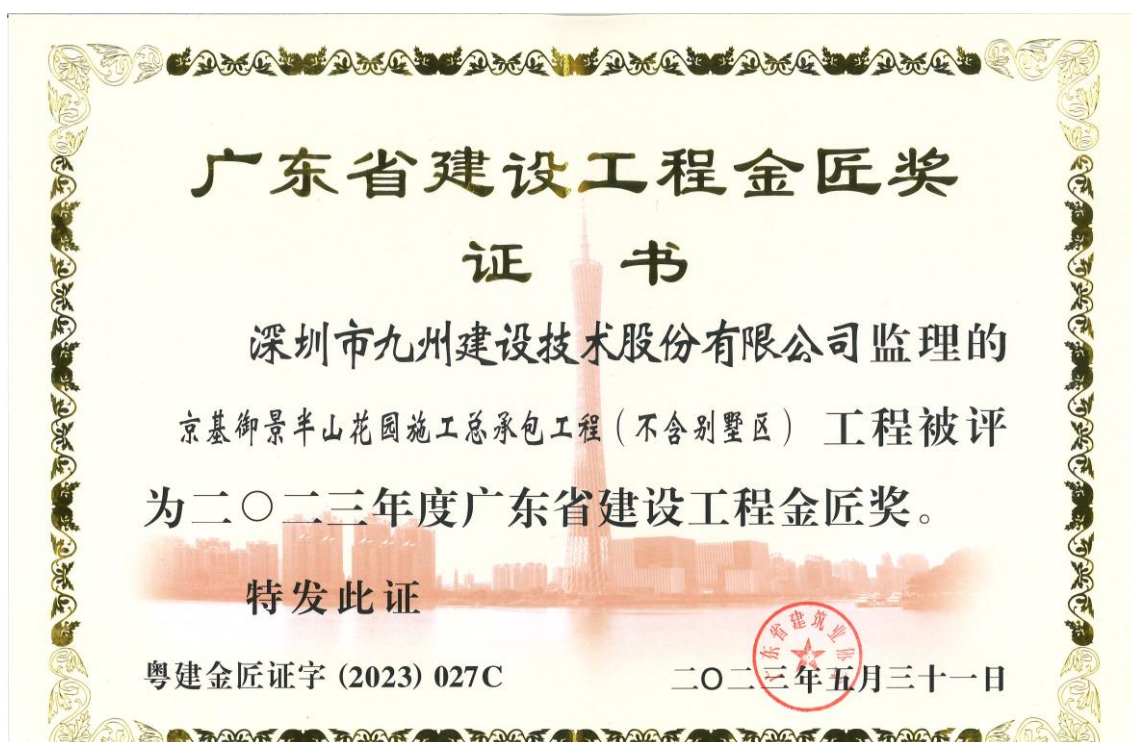 广东省建设工程金匠奖
证 书
深圳市九州建设技术股份有限公司监理的
京基御景半山花园施工总承包工程（不含别墅区） 工程被评
为二〇二三年度广东省建设工程金匠奖。
特发此证
广东省建筑业协会
粤建金匠证字 (2023) 027C
二〇二三年五月三十一日